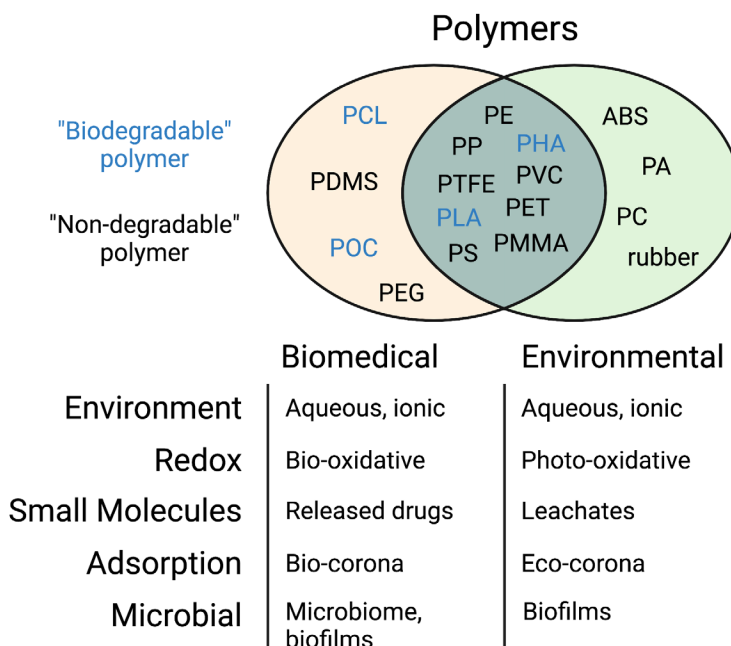 Polymers
"Biodegradable"
polymer
"Non-degradable"
polymer
PCL
PDMS
POC
PEG
PE
PP
PHA
PTFE
PVC
PLA
PET
PS
PMMA
ABS
PA
PC
rubber
Biomedical
Environmental
Environment
Aqueous, ionic
Aqueous, ionic
Redox
Bio-oxidative
Photo-oxidative
Small Molecules
Released drugs
Leachates
Adsorption
Bio-corona
Eco-corona
Microbial
Microbiome,
biofilms
Biofilms